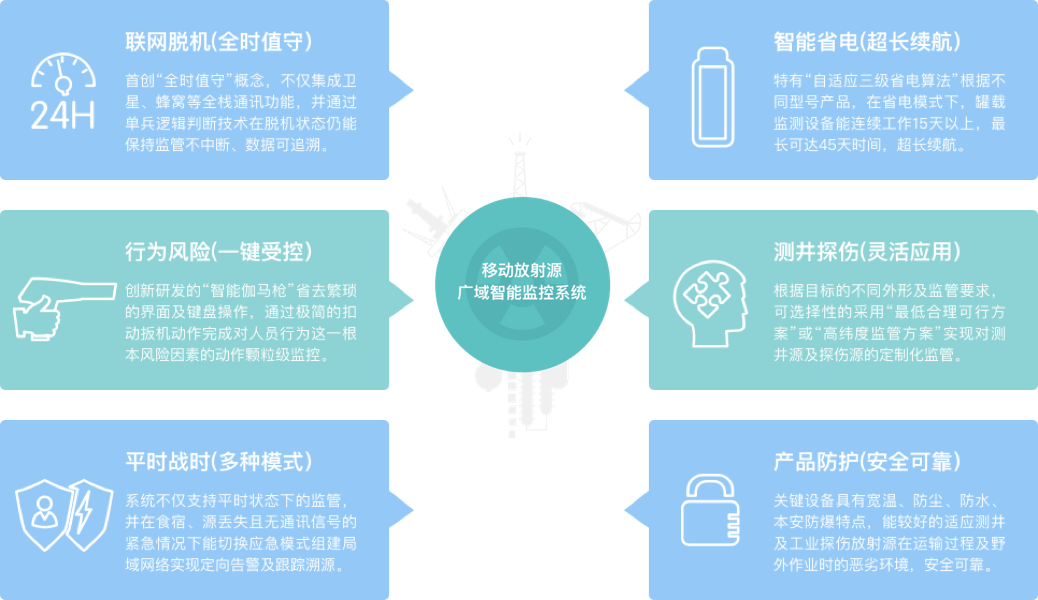 联网脱机(全时值守)
首创“全时值守”概念，不仅集成卫
星、蜂窝等全栈通讯功能，并通过
单兵逻辑判断技术在脱机状态仍能
保持监管不中断、数据可追溯。
24H
智能省电(超长续航)
特有“自适应三级省电算法”根据不
同型号产品，在省电模式下，罐载
监测设备能连续工作15天以上，最
长可达45天时间，超长续航。
行为风险(一键受控)
创新研发的“智能伽马枪”省去繁琐
的界面及键盘操作，通过极简的扣
动扳机动作完成对人员行为这一根
本风险因素的动作颗粒级监控。
移动放射源
广域智能监控系统
测井探伤(灵活应用)
根据目标的不同外形及监管要求，
可选择性的采用“最低合理可行方
案”或“高纬度监管方案”实现对测
井源及探伤源的定制化监管。
平时战时(多种模式)
系统不仅支持平时状态下的监管，
并在食宿、源丢失且无通讯信号的
紧急情况下能切换应急模式组建局
域网络实现定向告警及跟踪溯源。
产品防护(安全可靠)
关键设备具有宽温、防尘、防水、
本安防爆特点，能较好的适应测井
及工业探伤放射源在运输过程及野
外作业时的恶劣环境，安全可靠。